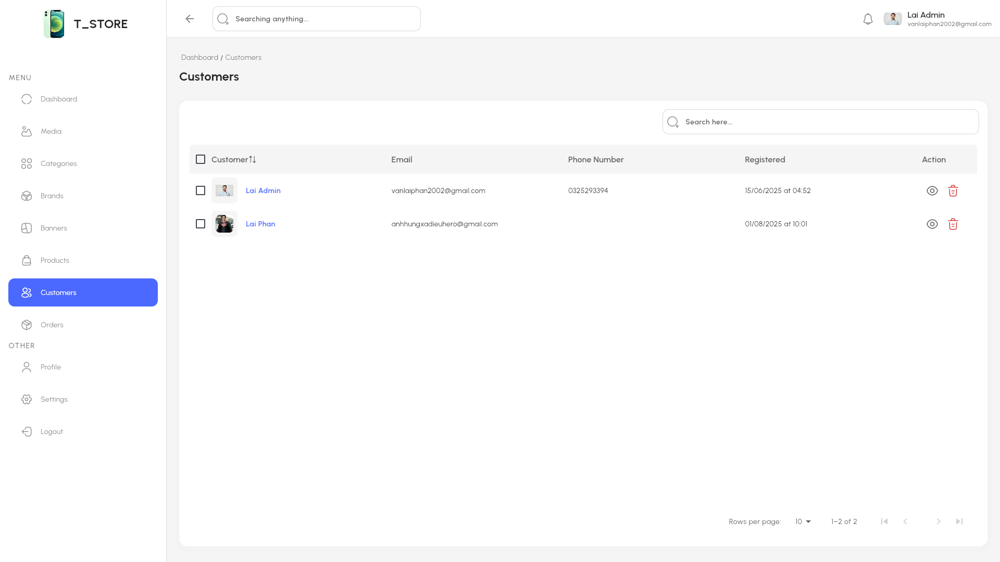 T_STORE
Searching anything...
Lai Admin
vanlaiphan2002@gmail.com
MENU
Dashboard
Media
Categories
Brands
Banners
Products
Customers
Orders
OTHER
Profile
Settings
Logout
Dashboard / Customers
Customers
Search here...
Customer Email Phone Number Registered Action
Lai Admin vanlaiphan2002@gmail.com 0325293394 15/06/2025 at 04:52
Lai Phan anhhungxadieuhero@gmail.com 01/08/2025 at 10:01
Rows per page: 10 1–2 of 2